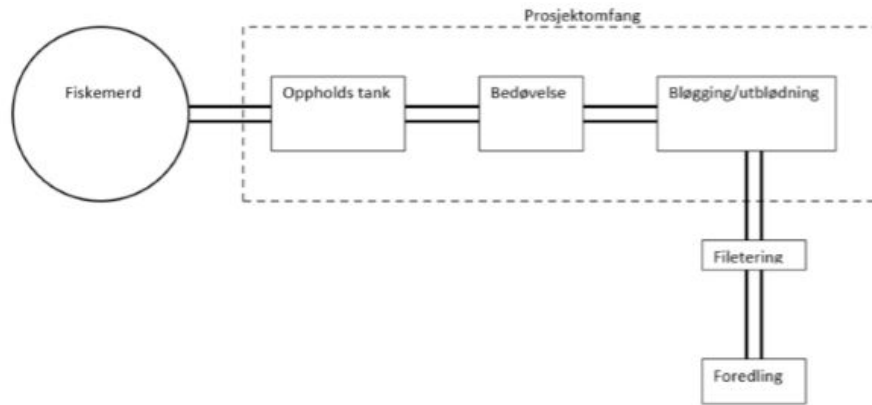 Prosjektomfang
Fiskemerd
Oppholds tank
Bedøvelse
Bløgging/utblødning
Filetering
Foredling